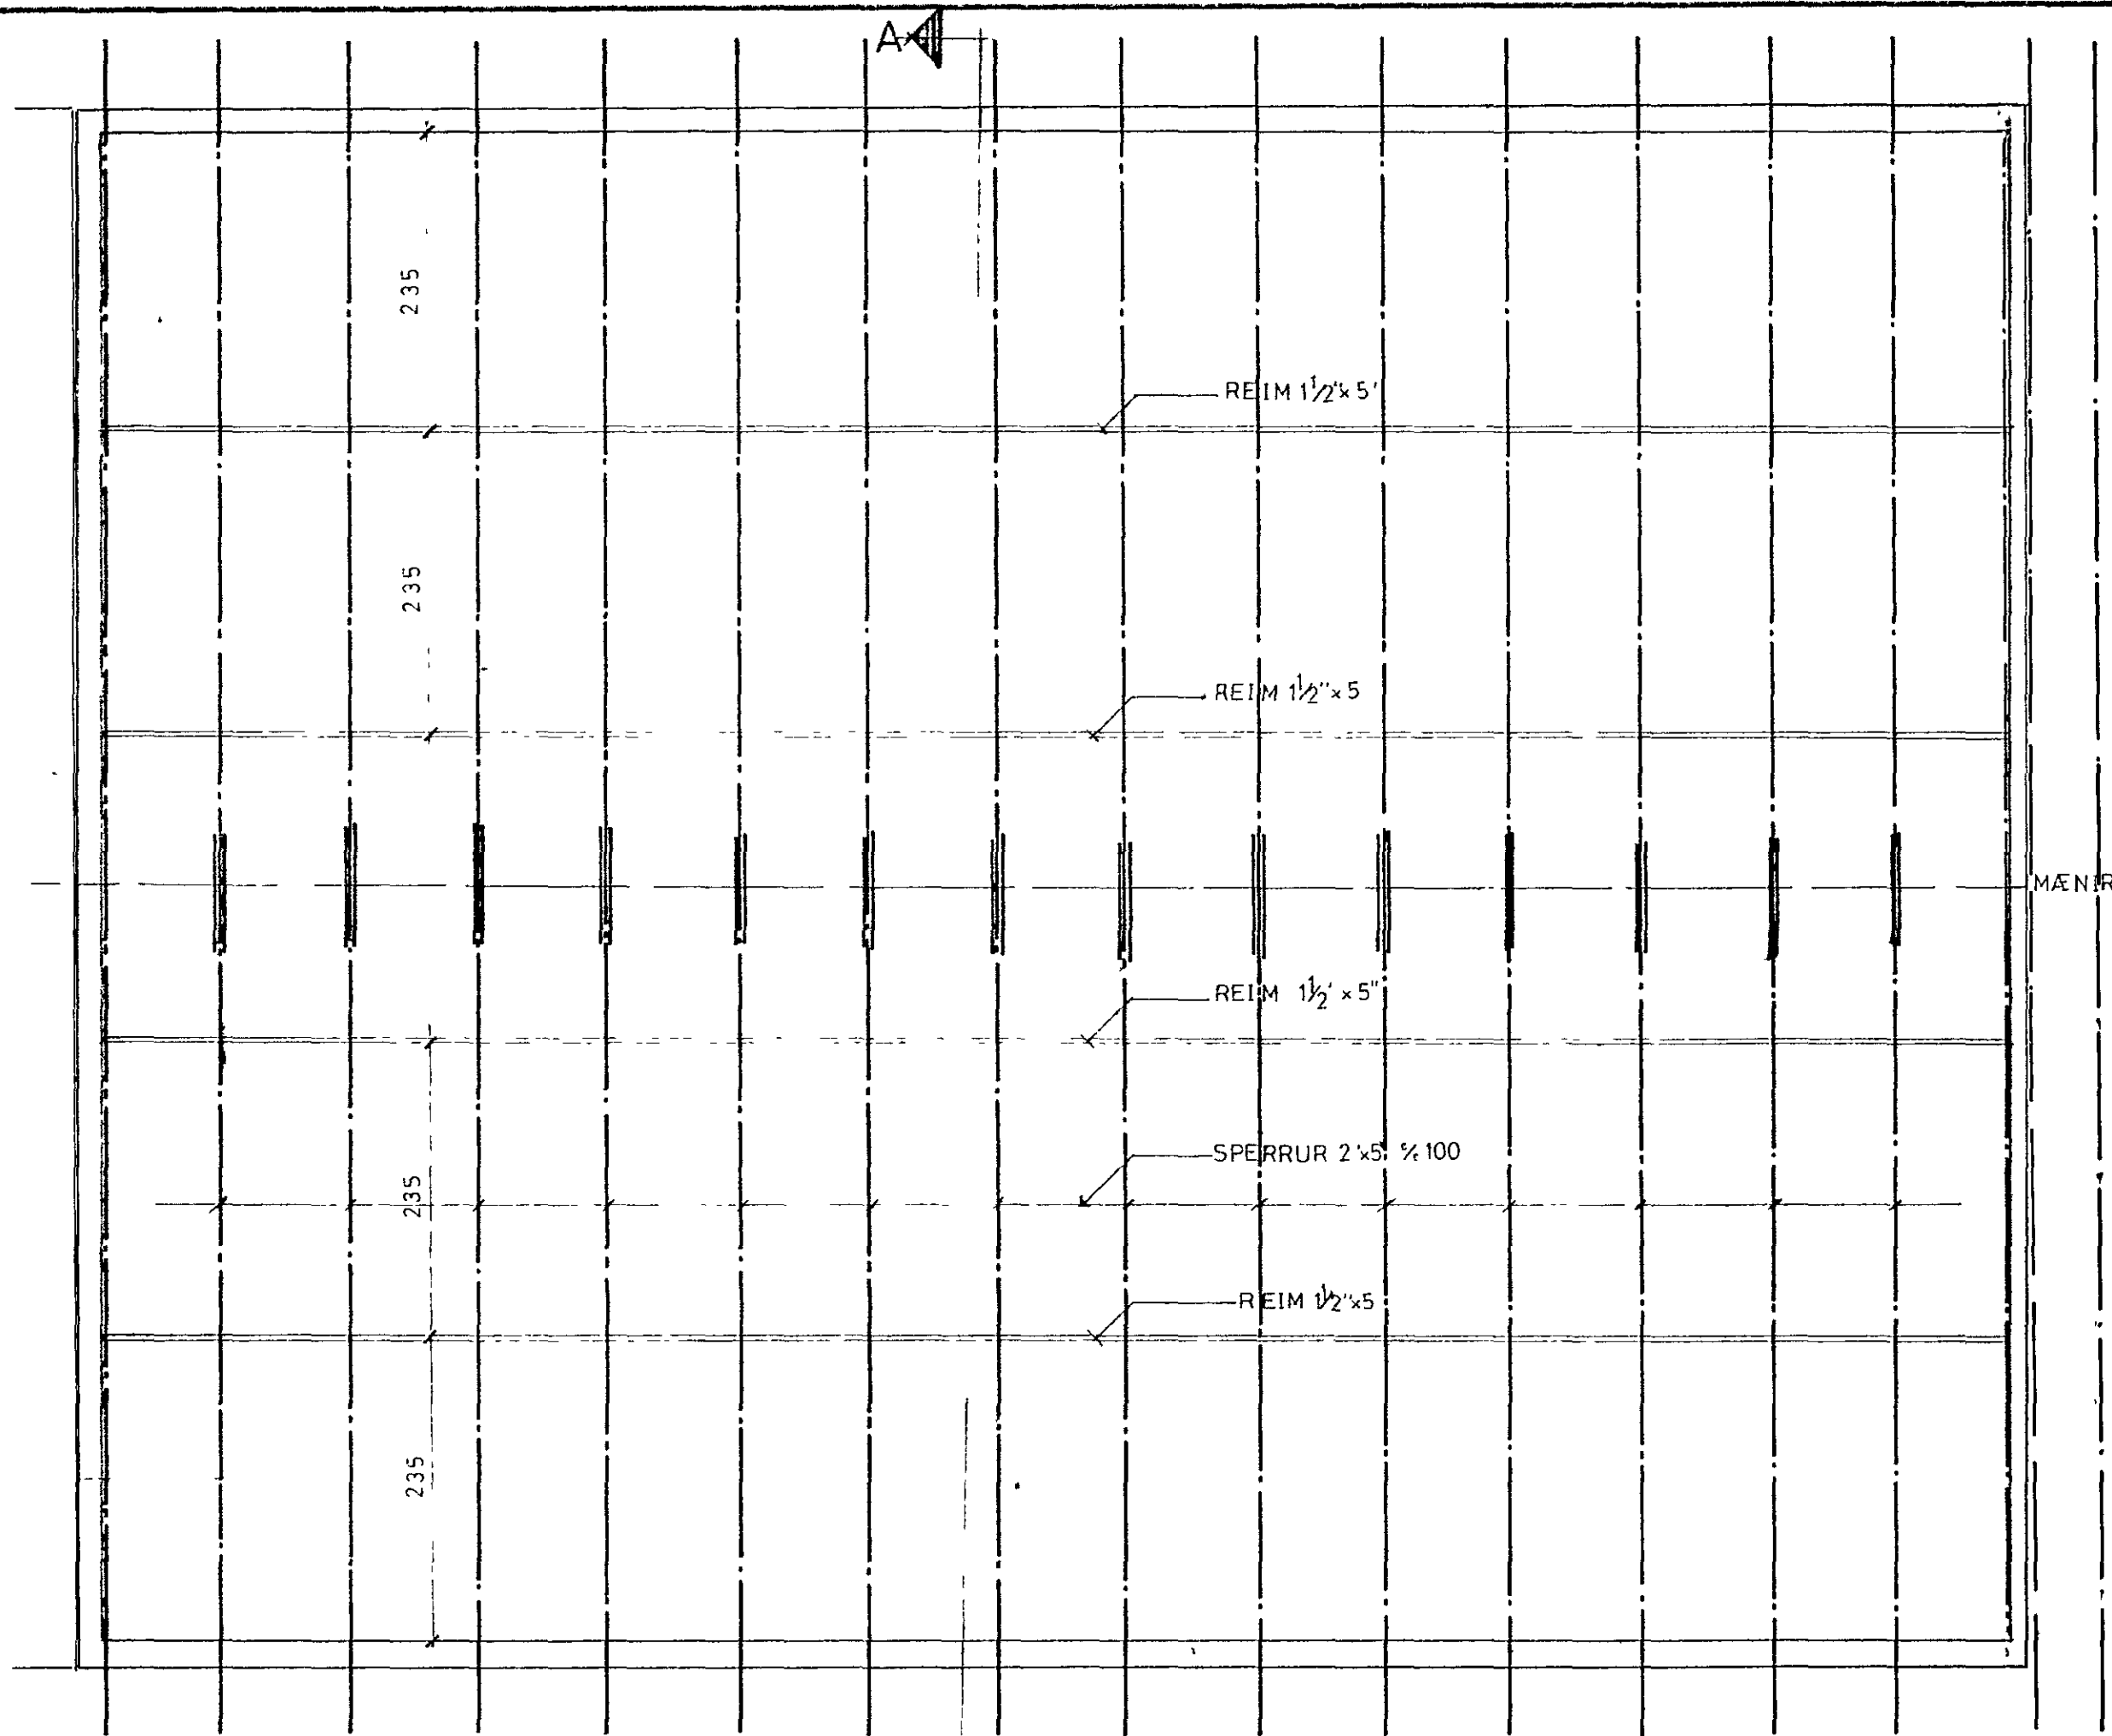 A
235
REIM 1½"x 5'
235
REIM 1½"x 5
MÆNIR
REIM 1½' x 5"
SPERRUR 2'x5' c/c 100
235
REIM 1½"x5
235